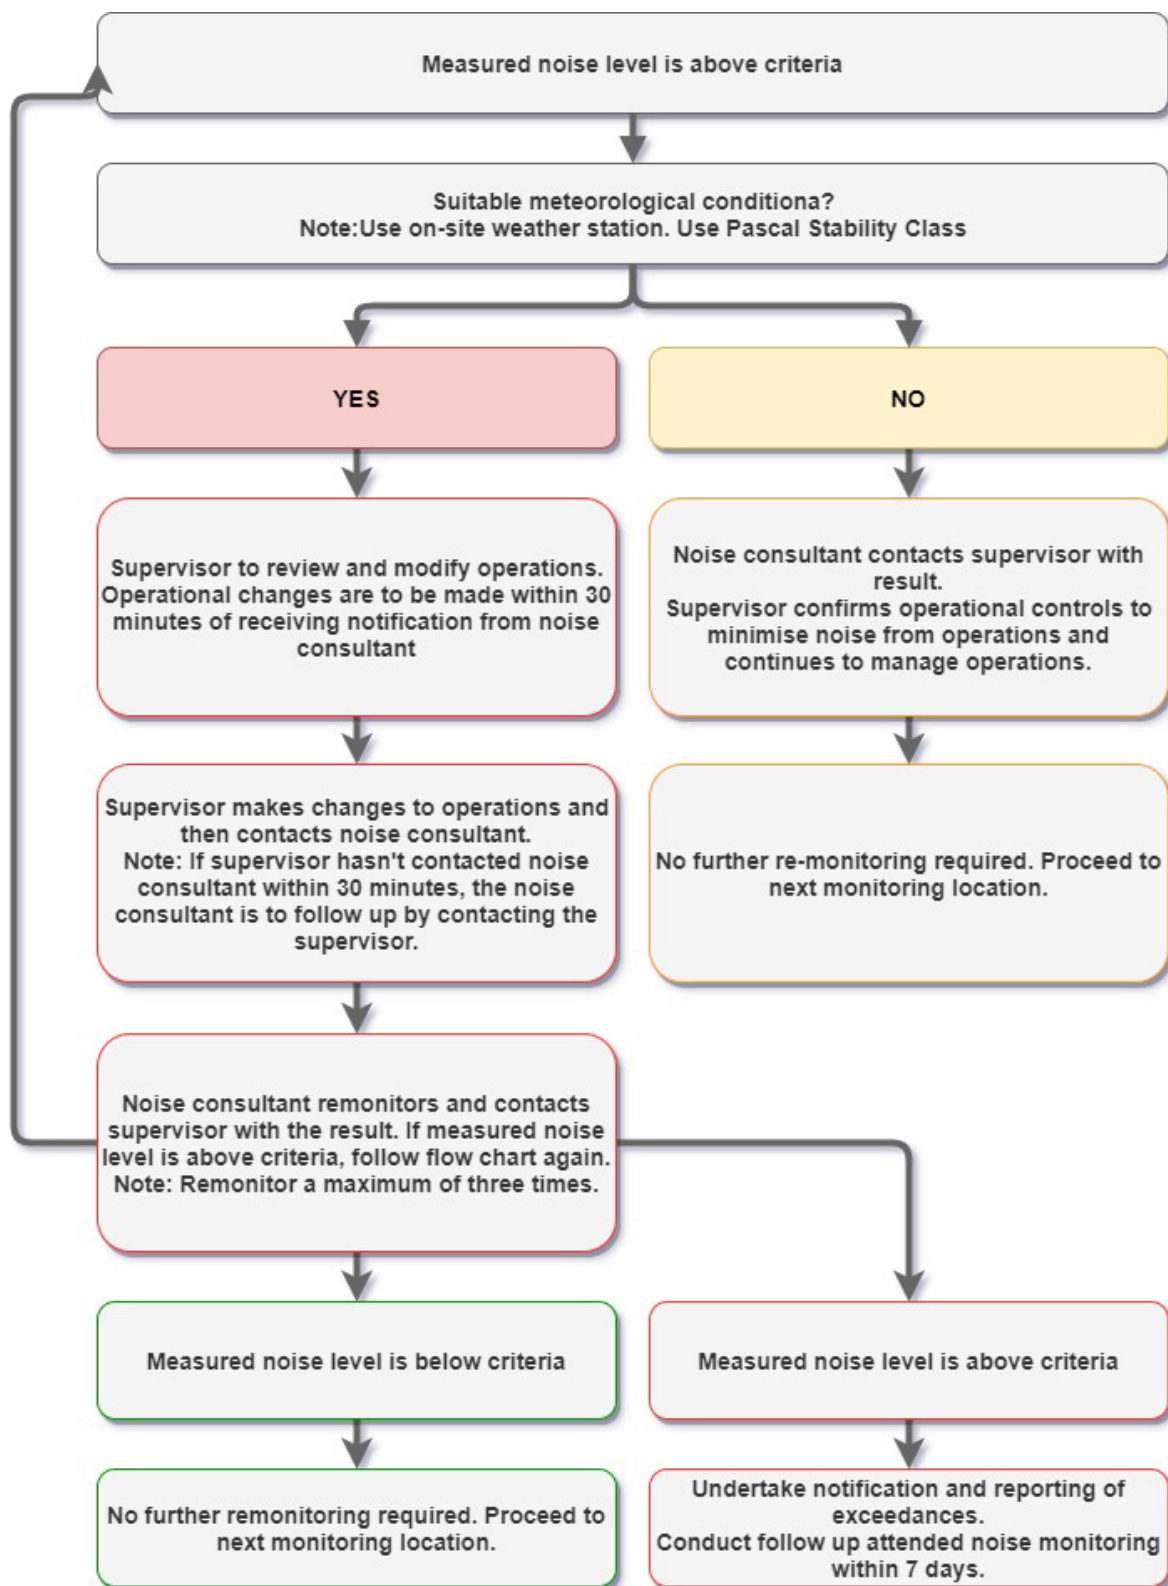 Measured noise level is above criteria
Suitable meteorological conditiona?
Note:Use on-site weather station. Use Pascal Stability Class
YES
NO
Supervisor to review and modify operations.
Operational changes are to be made within 30
minutes of receiving notification from noise
consultant
Noise consultant contacts supervisor with
result.
Supervisor confirms operational controls to
minimise noise from operations and
continues to manage operations.
Supervisor makes changes to operations and
then contacts noise consultant.
Note: If supervisor hasn't contacted noise
consultant within 30 minutes, the noise
consultant is to follow up by contacting the
supervisor.
No further re-monitoring required. Proceed to
next monitoring location.
Noise consultant remonitors and contacts
supervisor with the result. If measured noise
level is above criteria, follow flow chart again.
Note: Remonitor a maximum of three times.
Measured noise level is below criteria
Measured noise level is above criteria
No further remonitoring required. Proceed to
next monitoring location.
Undertake notification and reporting of
exceedances.
Conduct follow up attended noise monitoring
within 7 days.